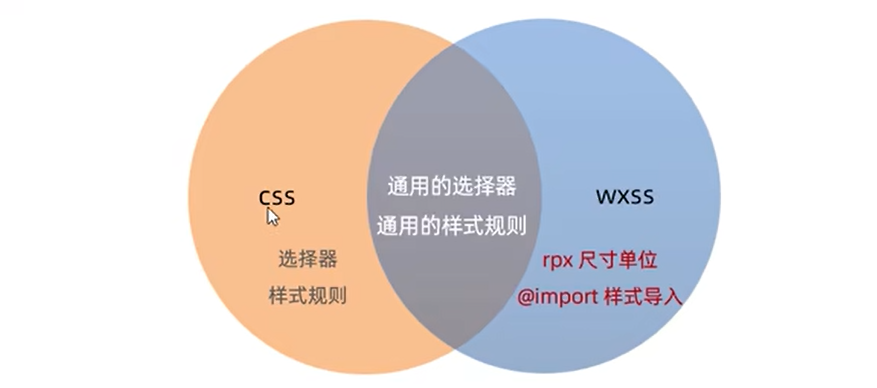 css
选择器
样式规则
通用的选择器
通用的样式规则
wxss
rpx 尺寸单位
@import 样式导入